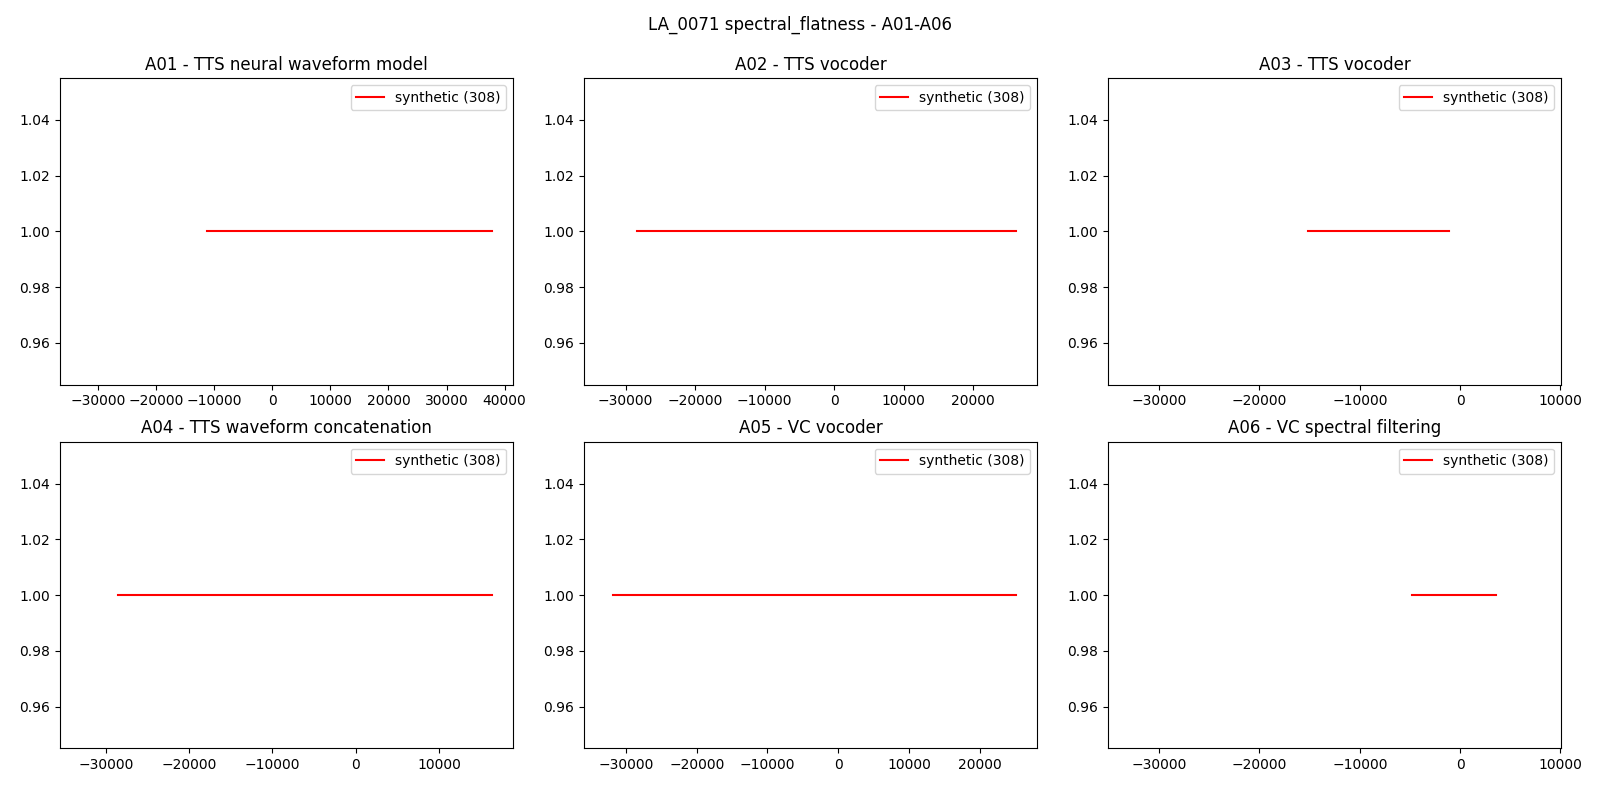 LA_0071 spectral_flatness - A01-A06
A01 - TTS neural waveform model
A02 - TTS vocoder
A03 - TTS vocoder
synthetic (308)
synthetic (308)
synthetic (308)
1.04
1.02
1.00
0.98
0.96
1.04
1.02
1.00
0.98
0.96
1.04
1.02
1.00
0.98
0.96
−30000 −20000 −10000 0 10000 20000 30000 40000
−30000 −20000 −10000 0 10000 20000
−30000 −20000 −10000 0 10000
A04 - TTS waveform concatenation
A05 - VC vocoder
A06 - VC spectral filtering
synthetic (308)
synthetic (308)
synthetic (308)
1.04
1.02
1.00
0.98
0.96
1.04
1.02
1.00
0.98
0.96
1.04
1.02
1.00
0.98
0.96
−30000 −20000 −10000 0 10000
−30000 −20000 −10000 0 10000 20000
−30000 −20000 −10000 0 10000